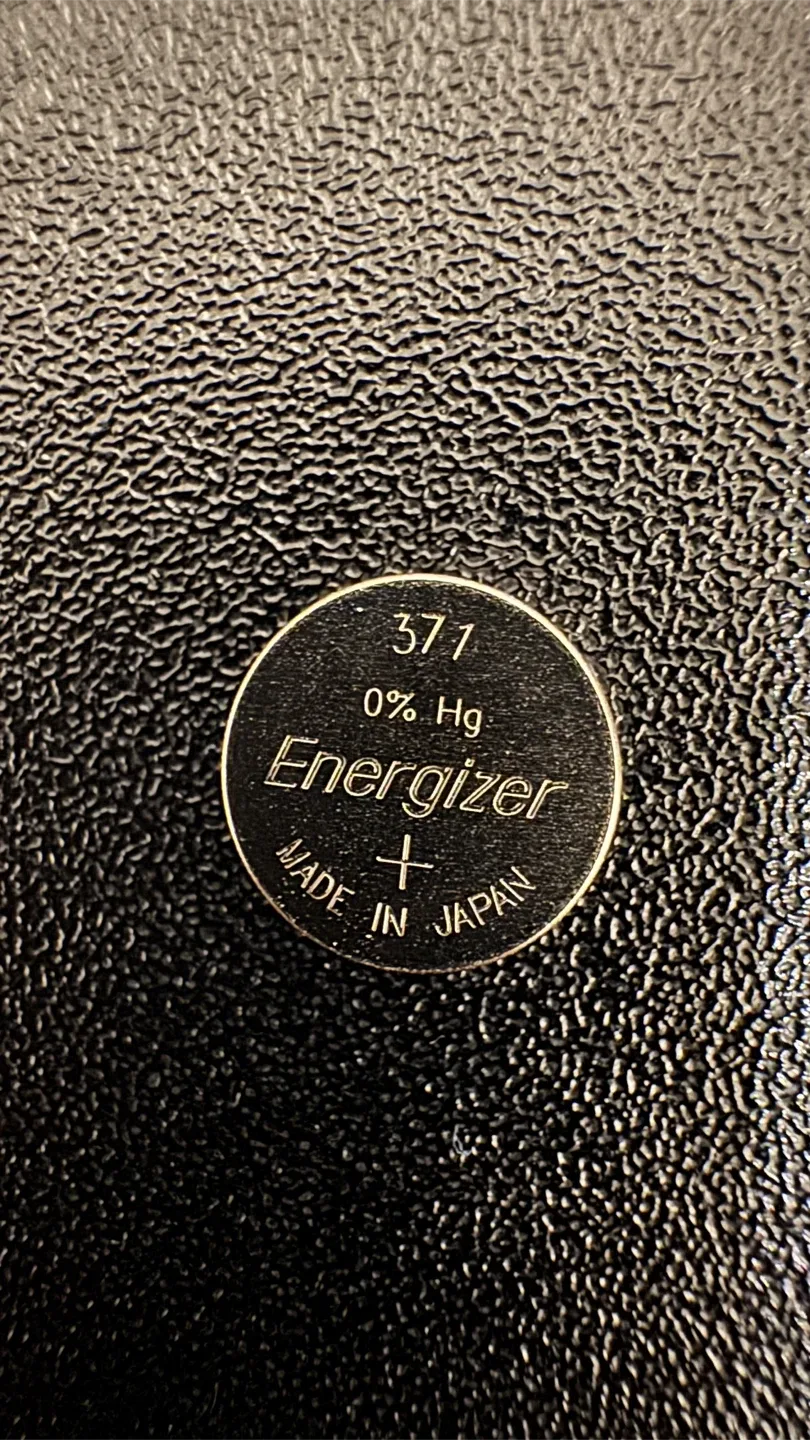 371
0% Hg
Energizer
+
MADE IN JAPAN